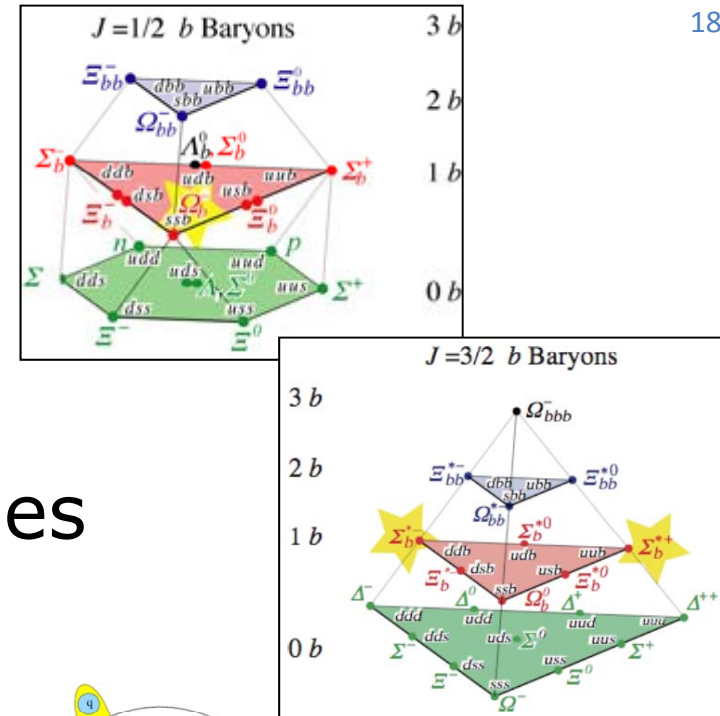 18
J =1/2 b Baryons
3 b
Ξbb- dbb ubb Ξbb0
sbb
2 b
Ωbb-
Λb0, Σb0
Σb- ddb udb uub Σb+
1 b
Ξb- dsb Ωb- usb Ξb0
ssb
n udd uud p
Σ dds uds Λ, Σ0 uus Σ+
0 b
dss uss
Ξ- Ξ0
J =3/2 b Baryons
3 b
Ωbbb-
2 b
Ξbb*- dbb ubb Ξbb*0
sbb
Ωbb*-
es
1 b
Σb*- ddb Σb*0 udb uub Σb*+
Ξb*- dsb usb Ξb*0
ssb Ωb0
Δ- Δ0 Δ+ Δ++
ddd udd uud uuu
0 b
Σ- dds uds Σ0 uus Σ+
Ξ- dss uss Ξ0
sss
Ω-
q